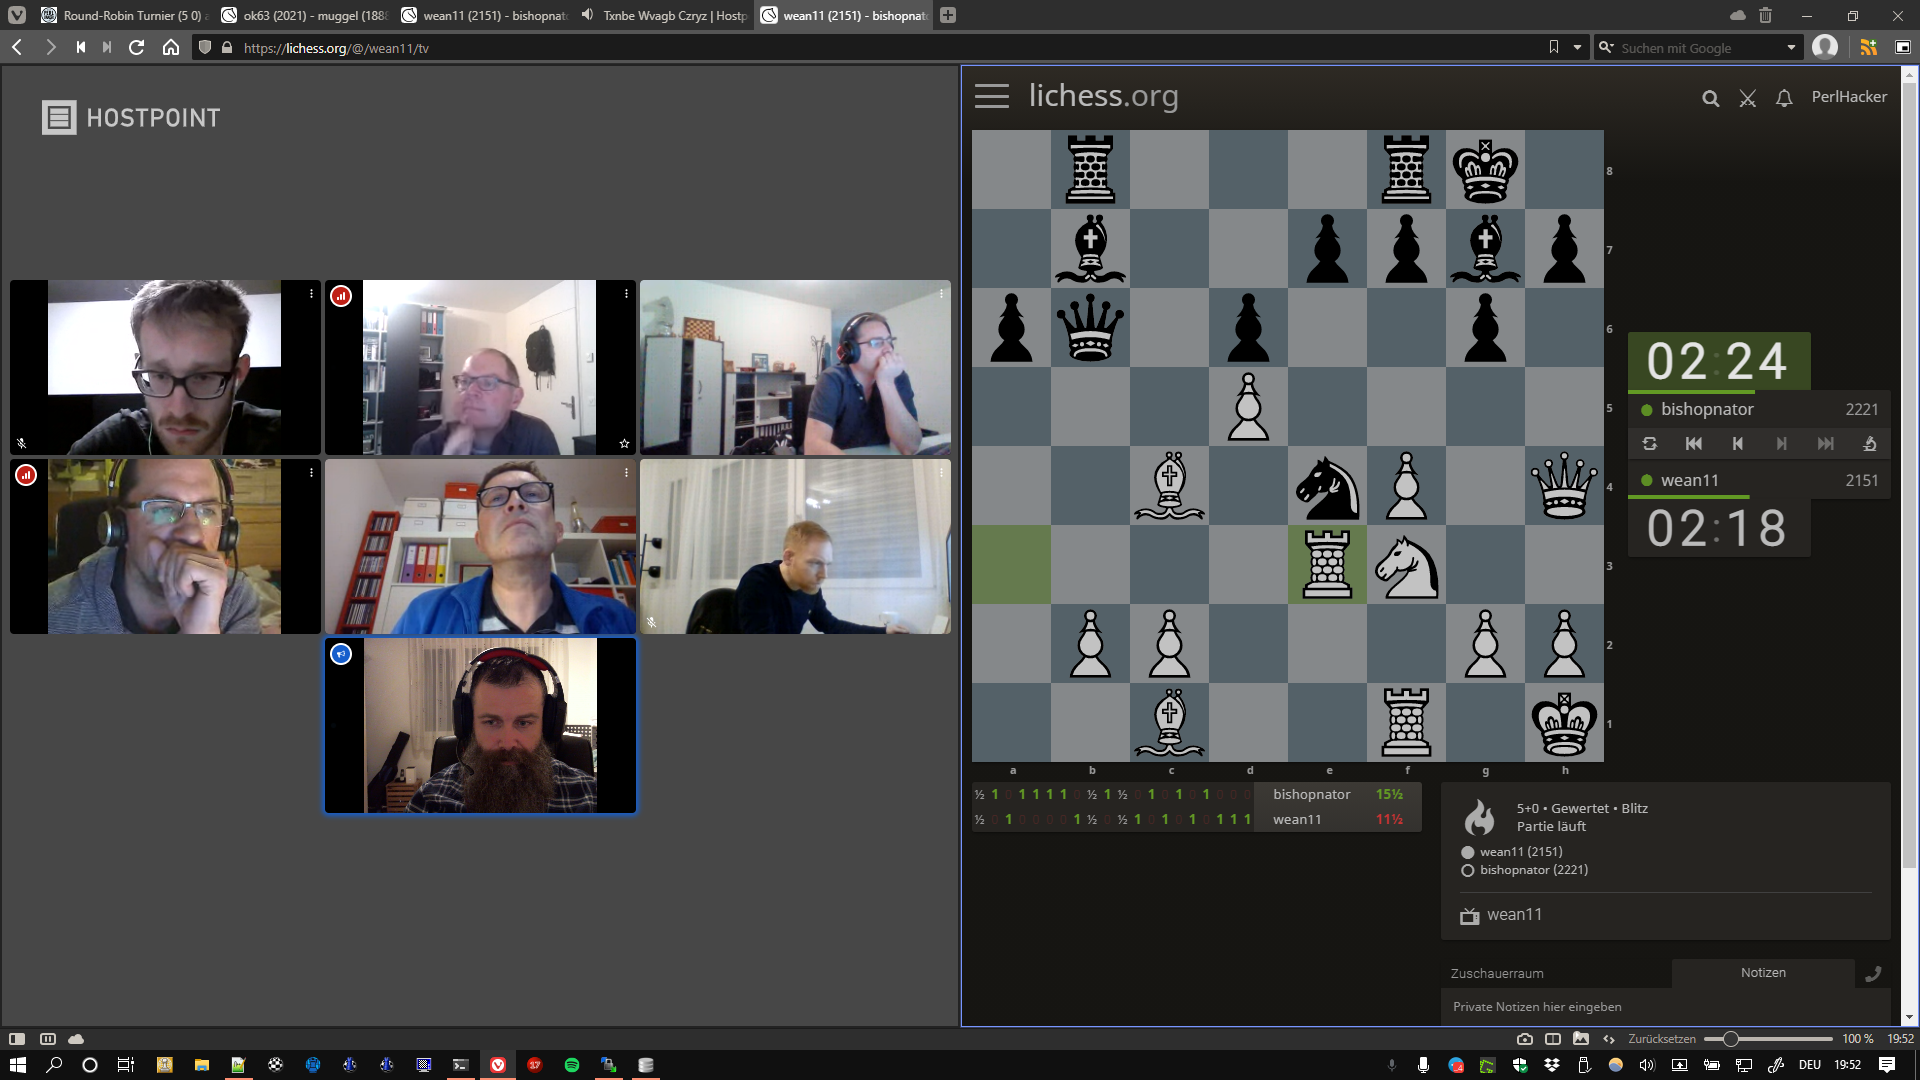 Round-Robin Turnier (5 0)
ok63 (2021) - muggel (188
wean11 (2151) - bishopnat
Txnbe Wvagb Czryz | Hostp
wean11 (2151) - bishopnat
https://lichess.org/@/wean11/tv
Suchen mit Google
HOSTPOINT
lichess.org
PerlHacker
8
7
6
5
4
3
2
1
a b c d e f g h
02:24
bishopnator 2221
wean11 2151
02:18
½ 1 0 1 1 1 1 0 ½ 1 ½ 0 1 0 1 0 1 0 0 0 bishopnator 15½
½ 0 1 0 0 0 0 1 ½ 0 ½ 1 0 1 0 1 0 1 1 1 wean11 11½
5+0 • Gewertet • Blitz
Partie läuft
wean11 (2151)
bishopnator (2221)
wean11
Zuschauerraum
Notizen
Private Notizen hier eingeben
Zurücksetzen
100 %
19:52
DEU
19:52